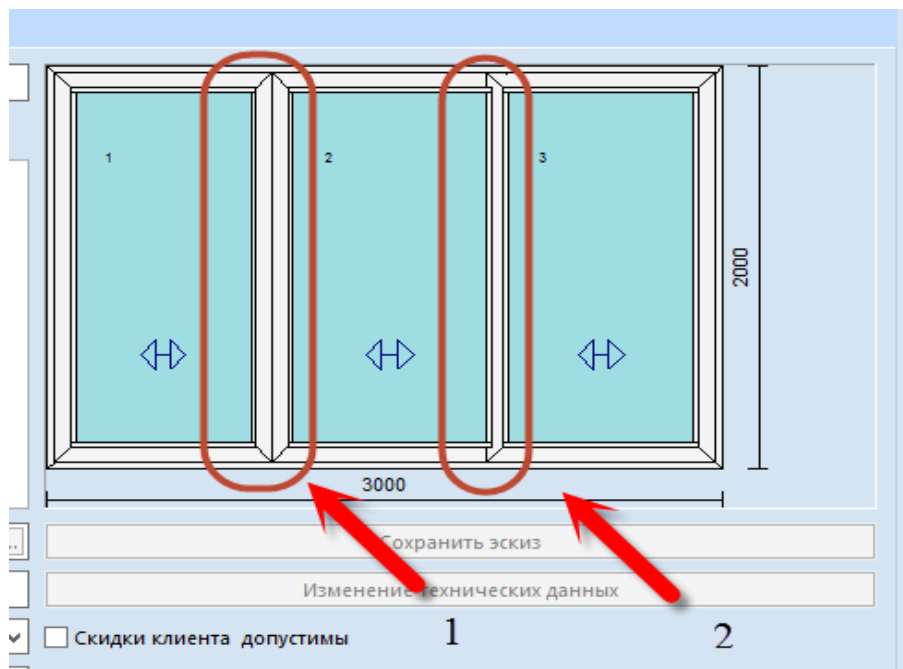 1
2
3
2000
3000
..
Сохранить эскиз
Изменение технических данных
Скидки клиента допустимы
1
2